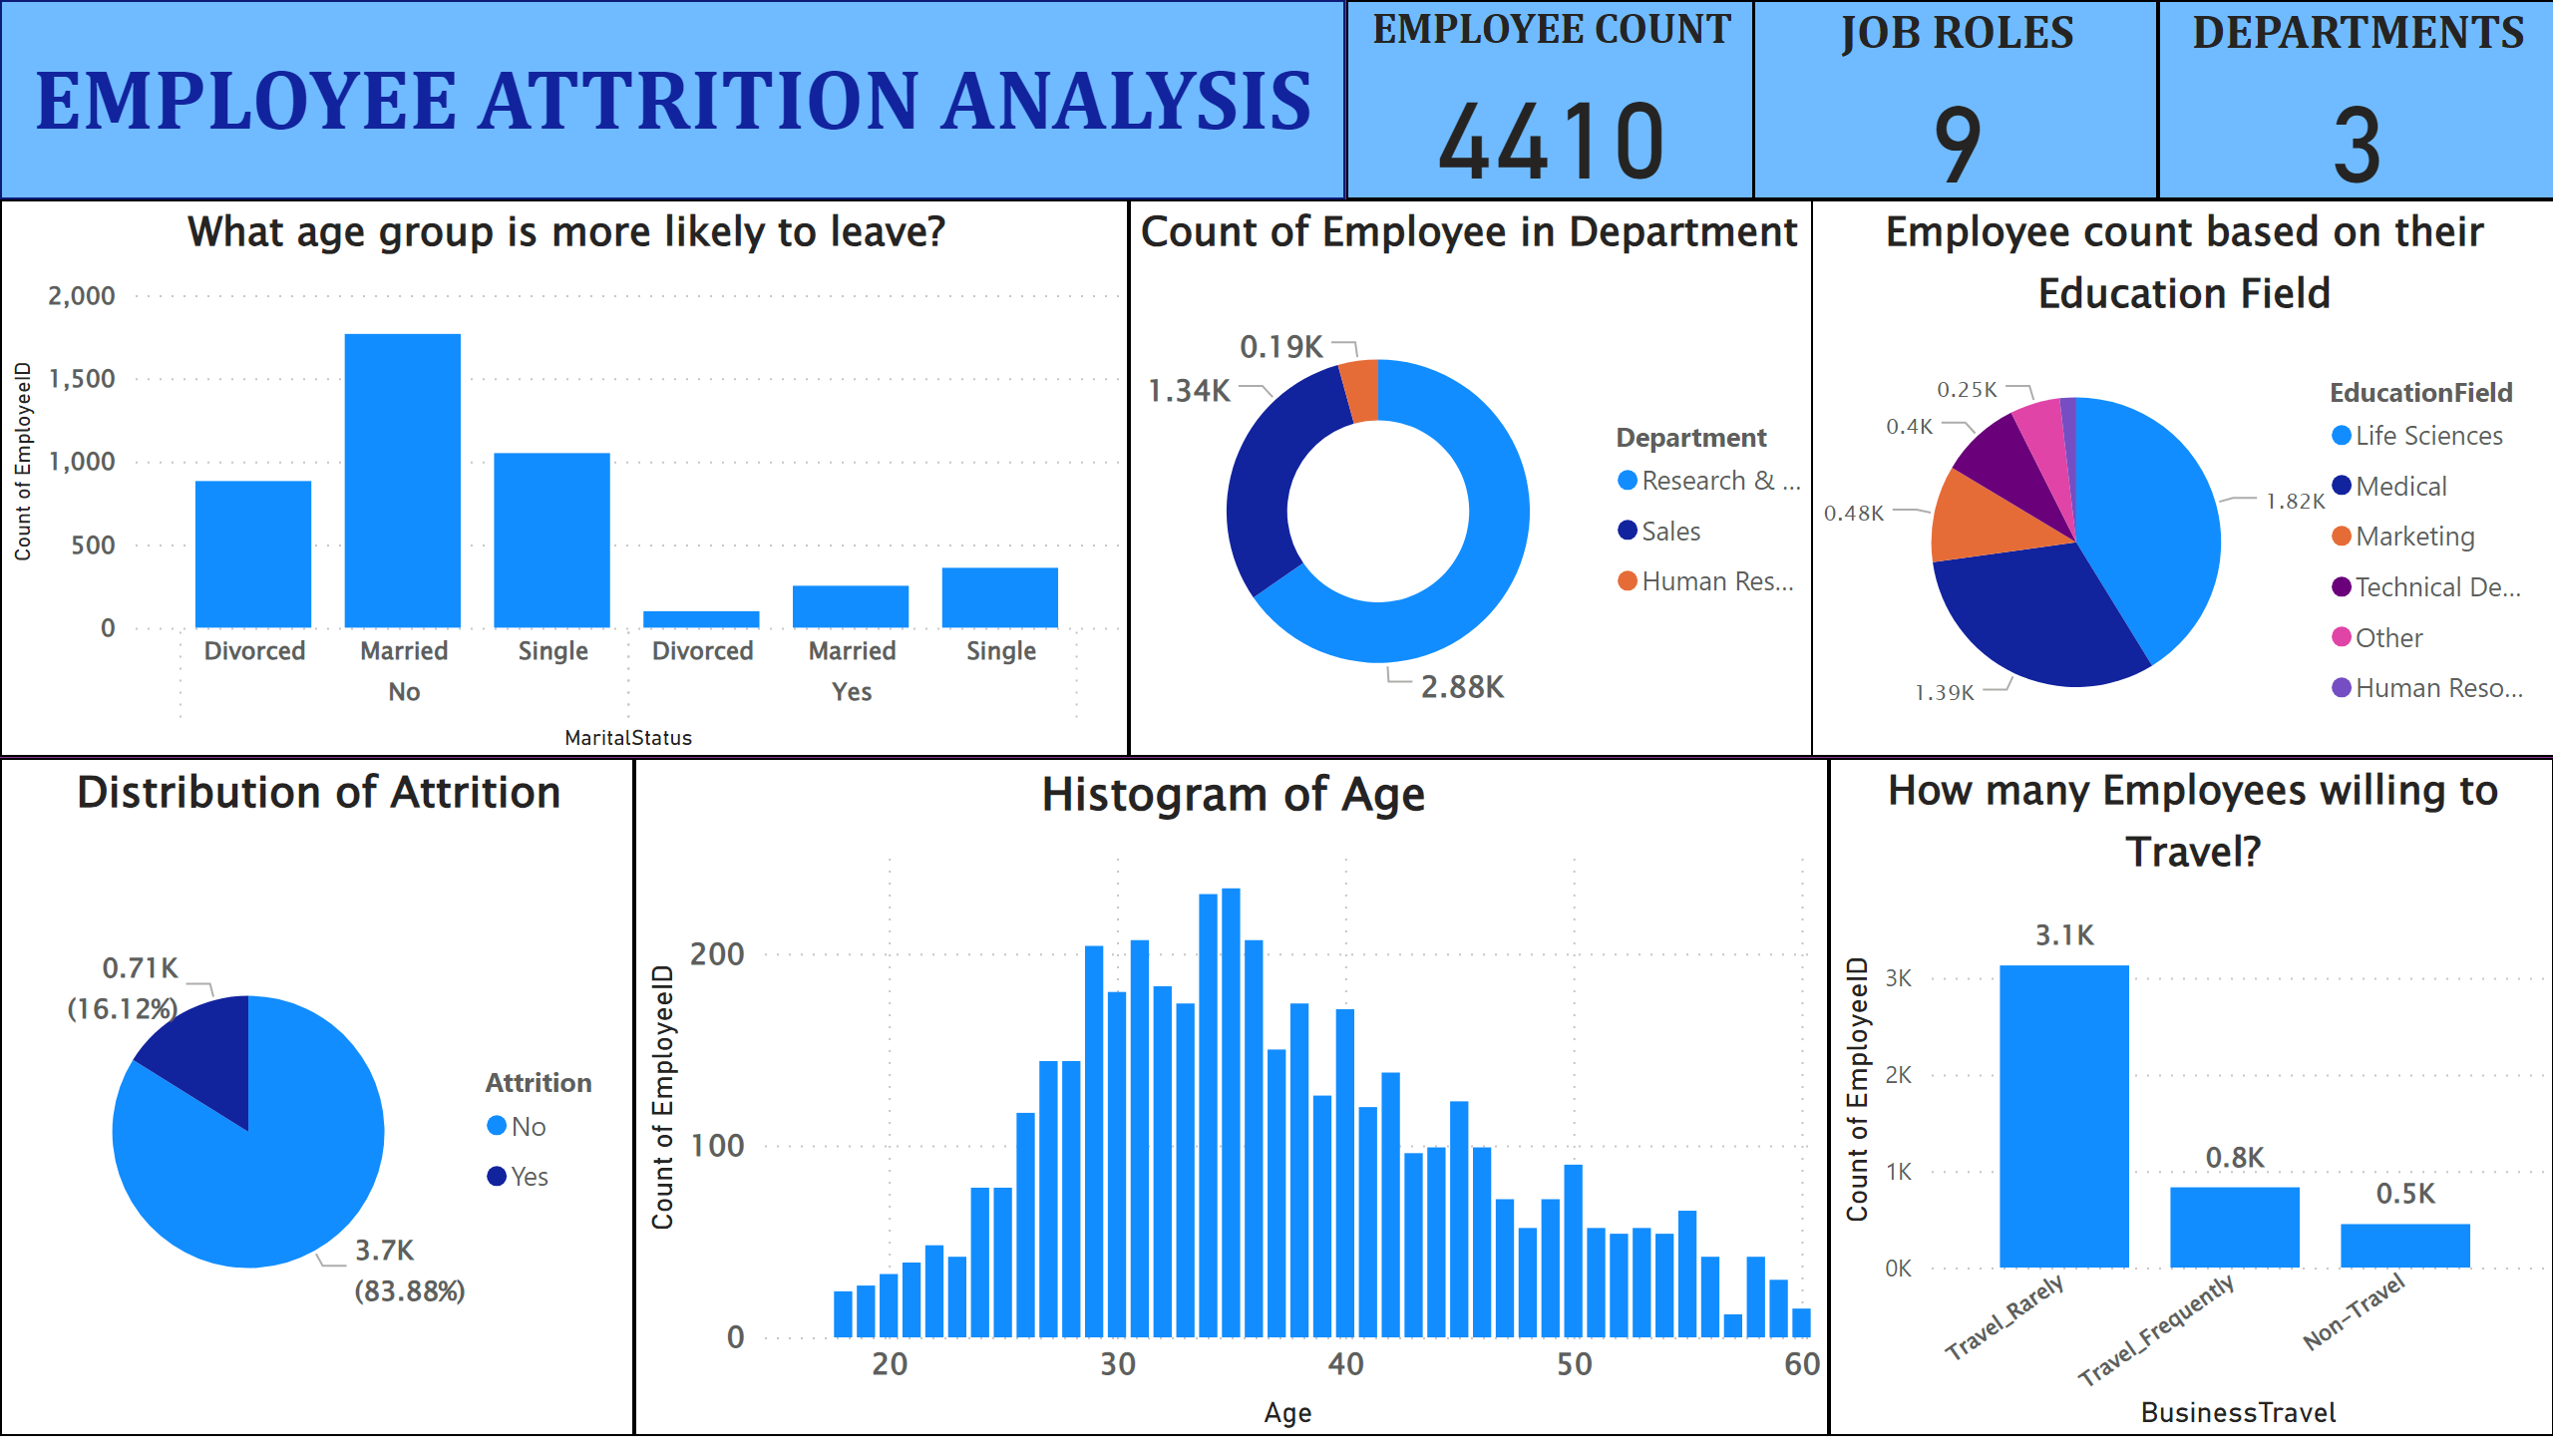 EMPLOYEE ATTRITION ANALYSIS
EMPLOYEE COUNT
4410
JOB ROLES
9
DEPARTMENTS
3
What age group is more likely to leave?
Count of EmployeeID
2,000
1,500
1,000
500
0
Divorced
Married
Single
Divorced
Married
Single
No
Yes
MaritalStatus
Count of Employee in Department
0.19K
1.34K
2.88K
Department
Research & ...
Sales
Human Res...
Employee count based on their
Education Field
0.25K
0.4K
0.48K
1.39K
1.82K
EducationField
Life Sciences
Medical
Marketing
Technical De...
Other
Human Reso...
Distribution of Attrition
0.71K
(16.12%)
3.7K
(83.88%)
Attrition
No
Yes
Histogram of Age
Count of EmployeeID
200
100
0
20
30
40
50
60
Age
How many Employees willing to
Travel?
Count of EmployeeID
3K
2K
1K
0K
3.1K
0.8K
0.5K
Travel_Rarely
Travel_Frequently
Non-Travel
BusinessTravel